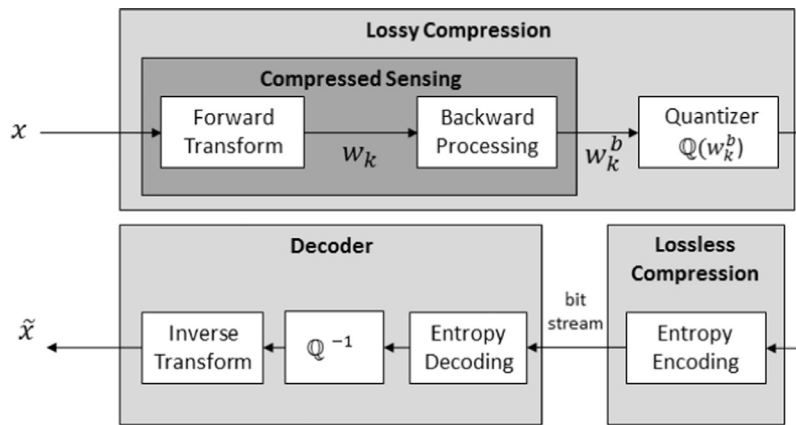 Lossy Compression
Compressed Sensing
x
Forward
Transform
w_k
Backward
Processing
w_k^b
Quantizer
ℚ(w_k^b)
Decoder
Lossless
Compression
x̃
Inverse
Transform
ℚ ⁻¹
Entropy
Decoding
bit
stream
Entropy
Encoding